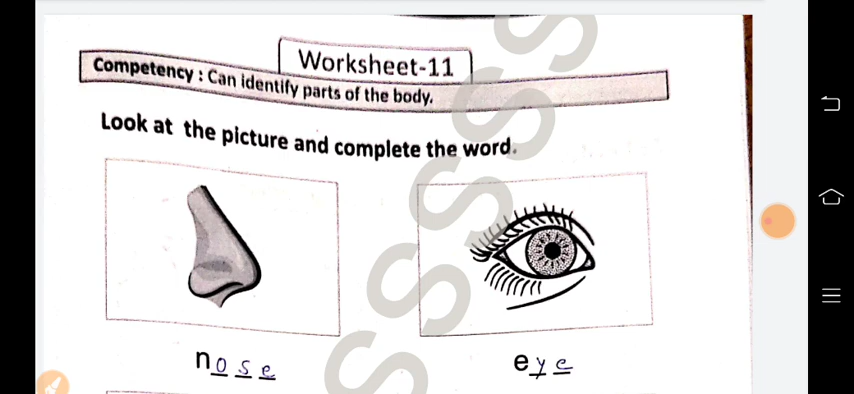 Worksheet-11
Competency : Can identify parts of the body.
Look at the picture and complete the word.
nose
eye